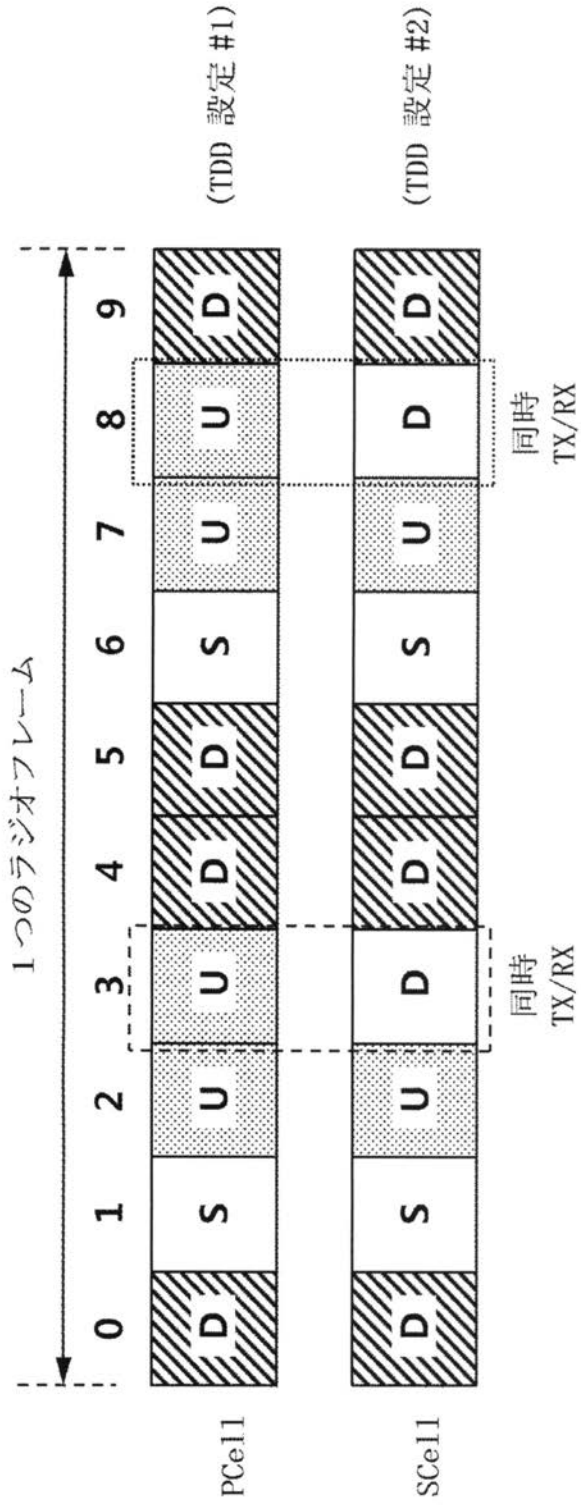 1つのラジオフレーム
0 1 2 3 4 5 6 7 8 9
PCell D S U U D D S U U D (TDD 設定 #1)
SCell D S U D D D S U D D (TDD 設定 #2)
同時 同時
TX/RX TX/RX